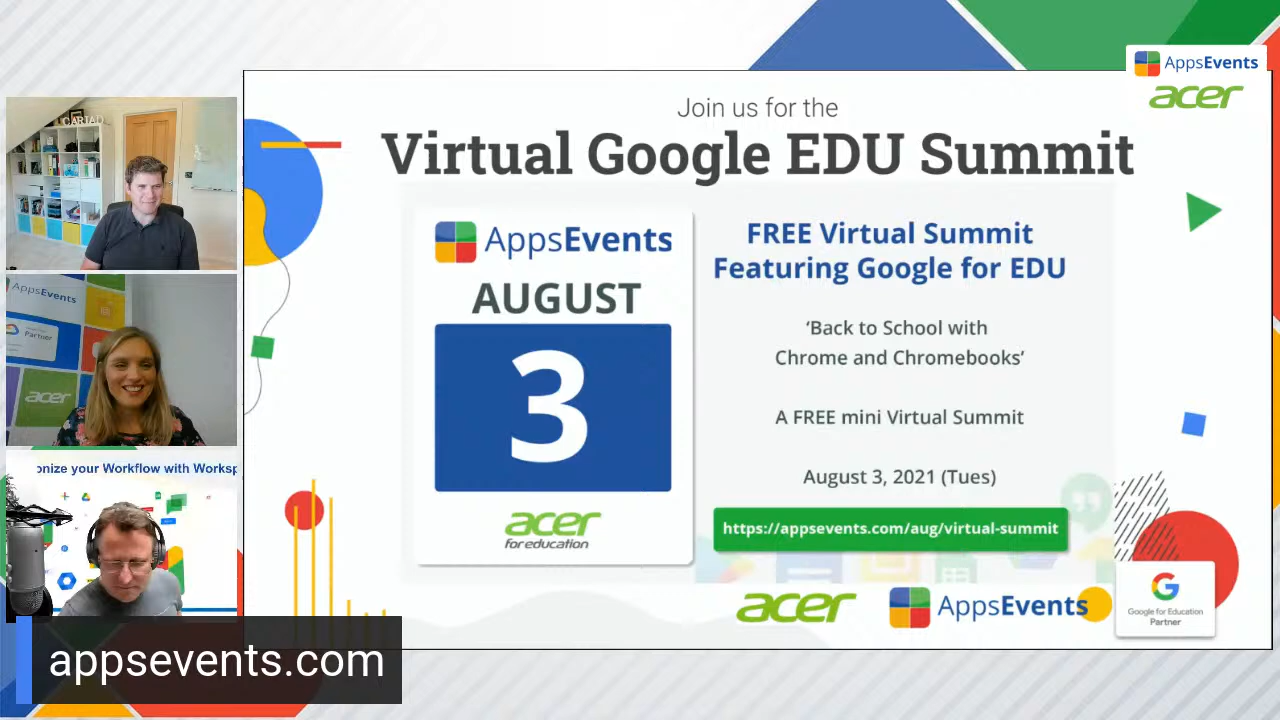 AppsEvents
acer
Join us for the
Virtual Google EDU Summit
AppsEvents
AUGUST
3
acer
for education
FREE Virtual Summit
Featuring Google for EDU
‘Back to School with
Chrome and Chromebooks’
A FREE mini Virtual Summit
August 3, 2021 (Tues)
https://appsevents.com/aug/virtual-summit
acer
AppsEvents
G
Google for Education
Partner
CARIAD
AppsEvents
Partner
acer
onize your Workflow with Worksp
appsevents.com